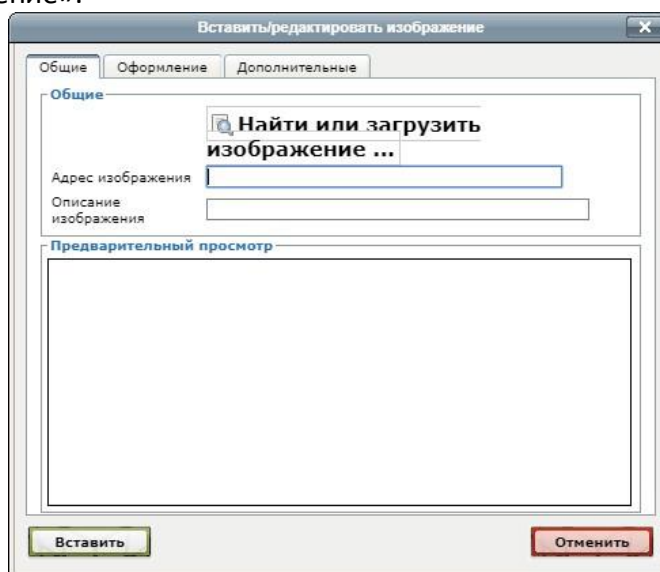 ение».
Вставить/редактировать изображение
Общие Оформление Дополнительные
Общие
Найти или загрузить
изображение ...
Адрес изображения
Описание
изображения
Предварительный просмотр
Вставить Отменить